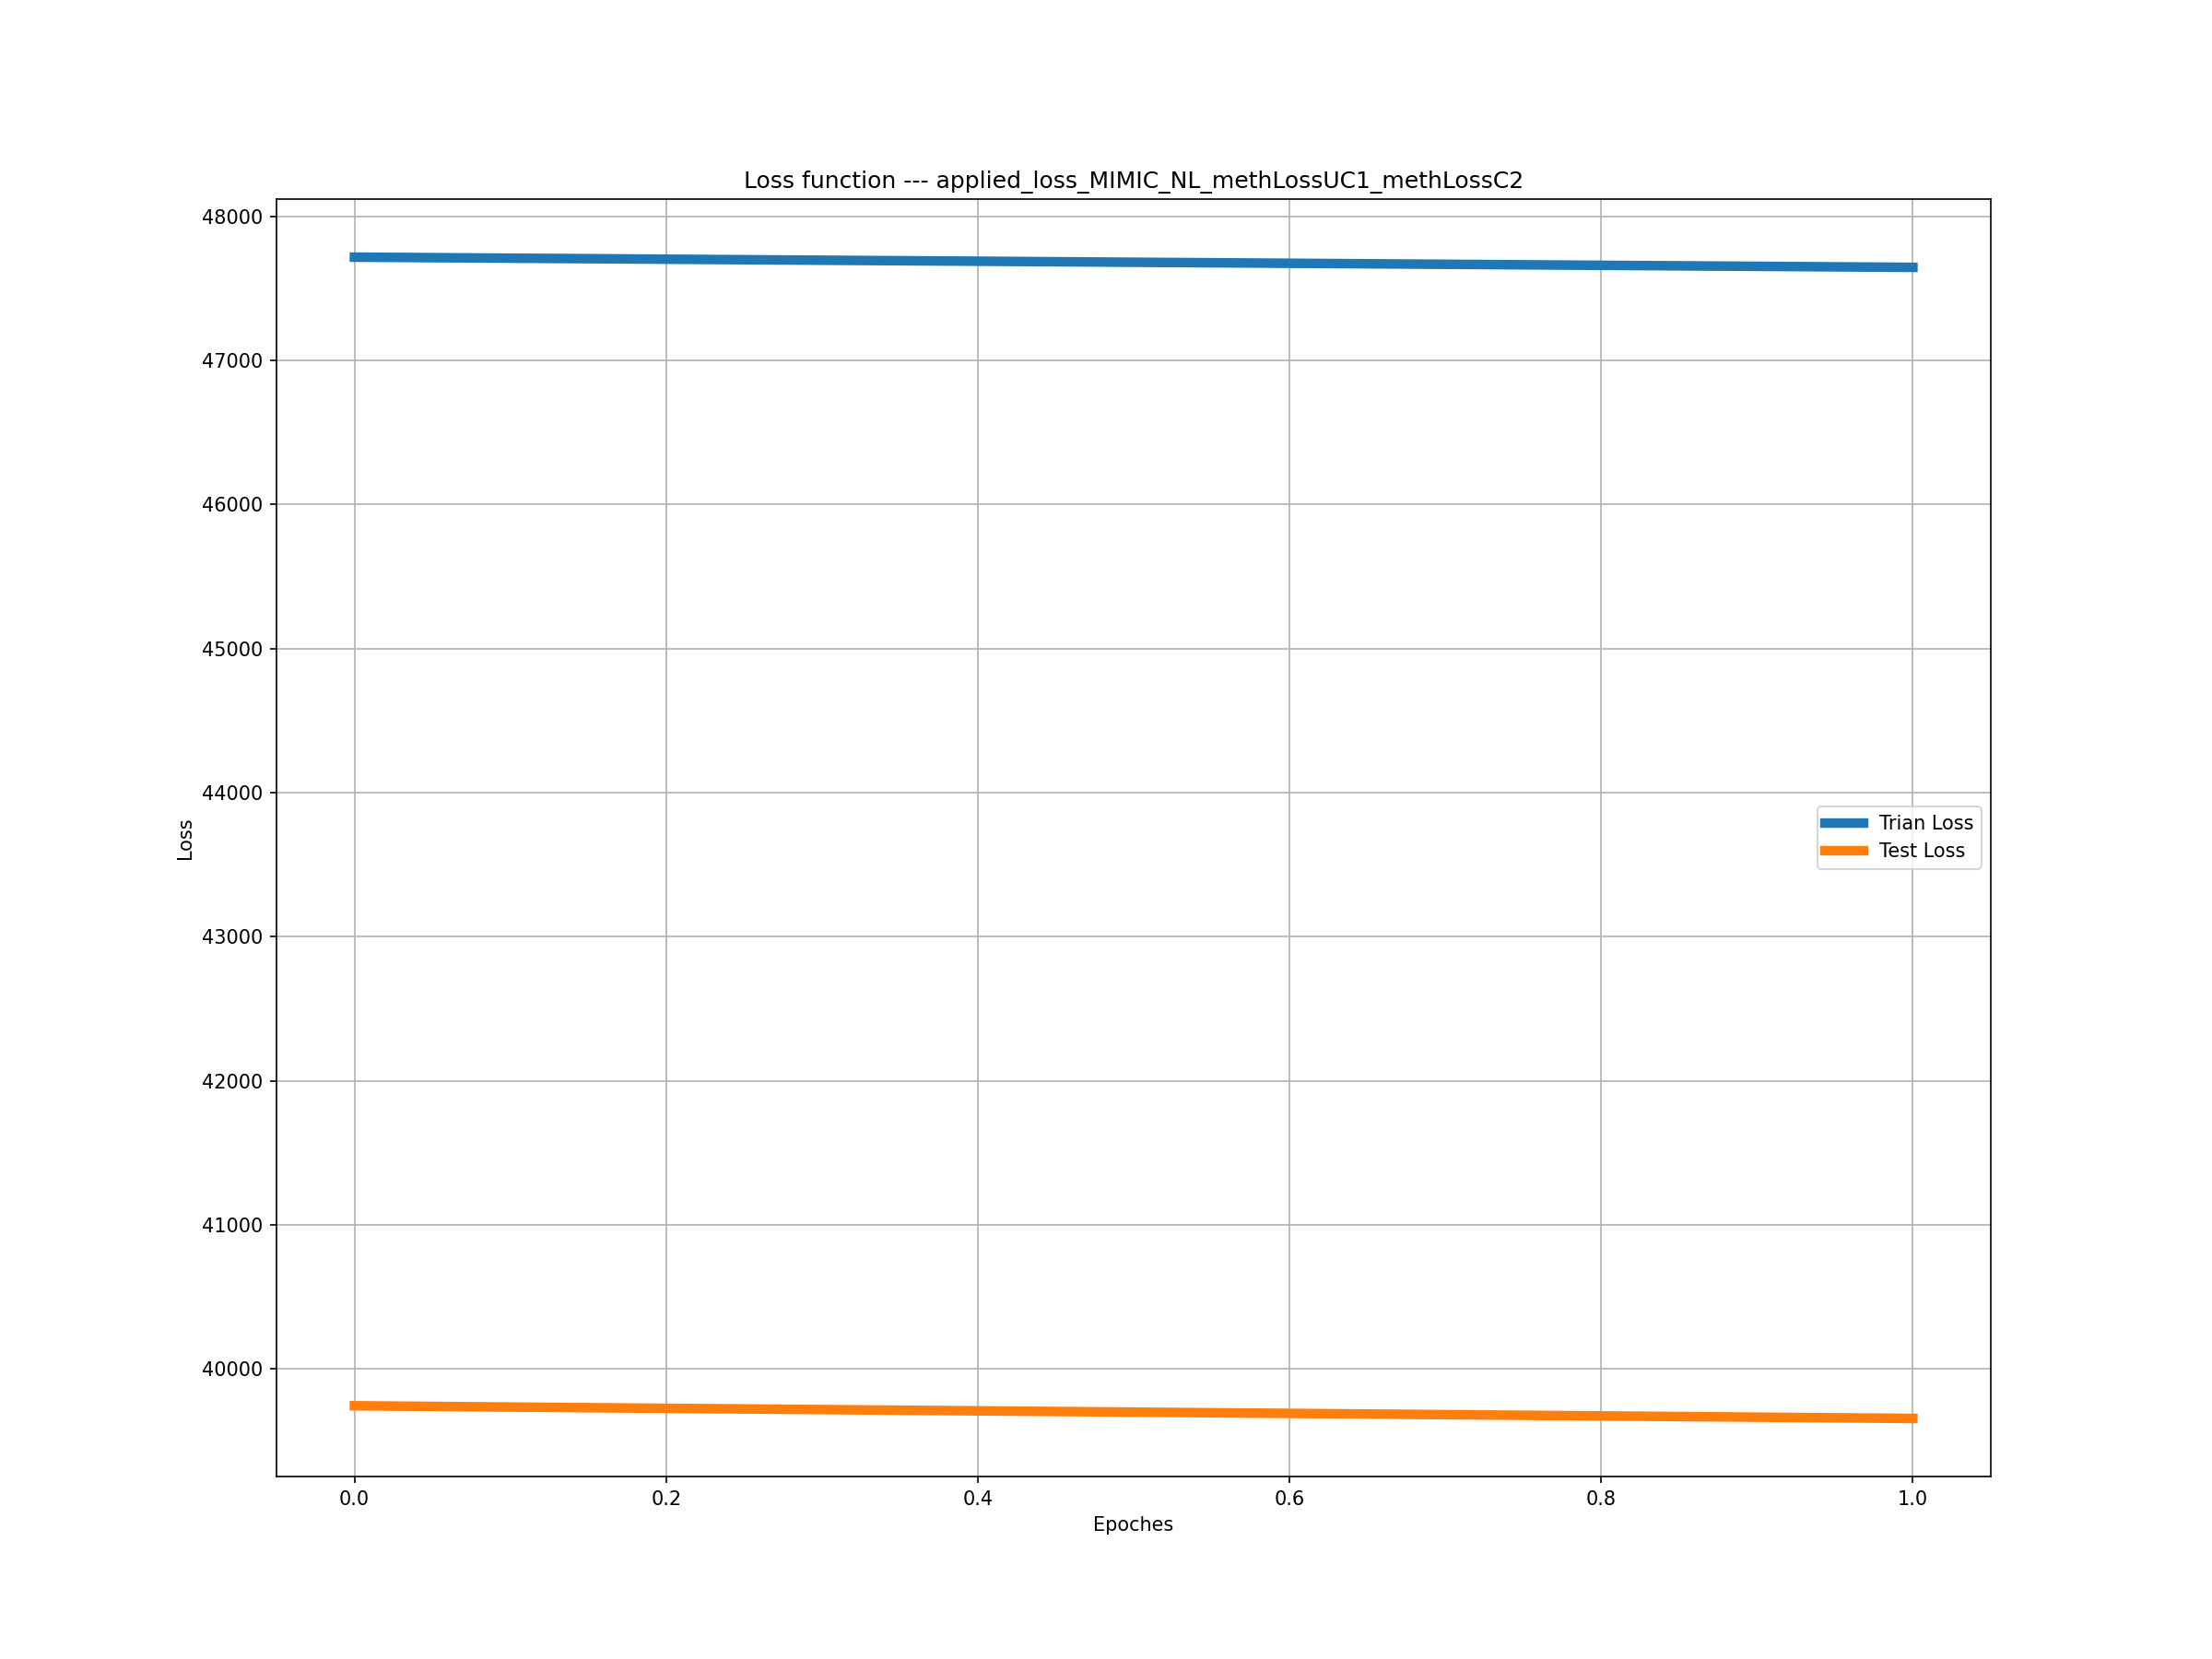 Loss function --- applied_loss_MIMIC_NL_methLossUC1_methLossC2
48000
47000
46000
45000
44000
43000
42000
41000
40000
Loss
Trian Loss
Test Loss
0.0 0.2 0.4 0.6 0.8 1.0
Epoches